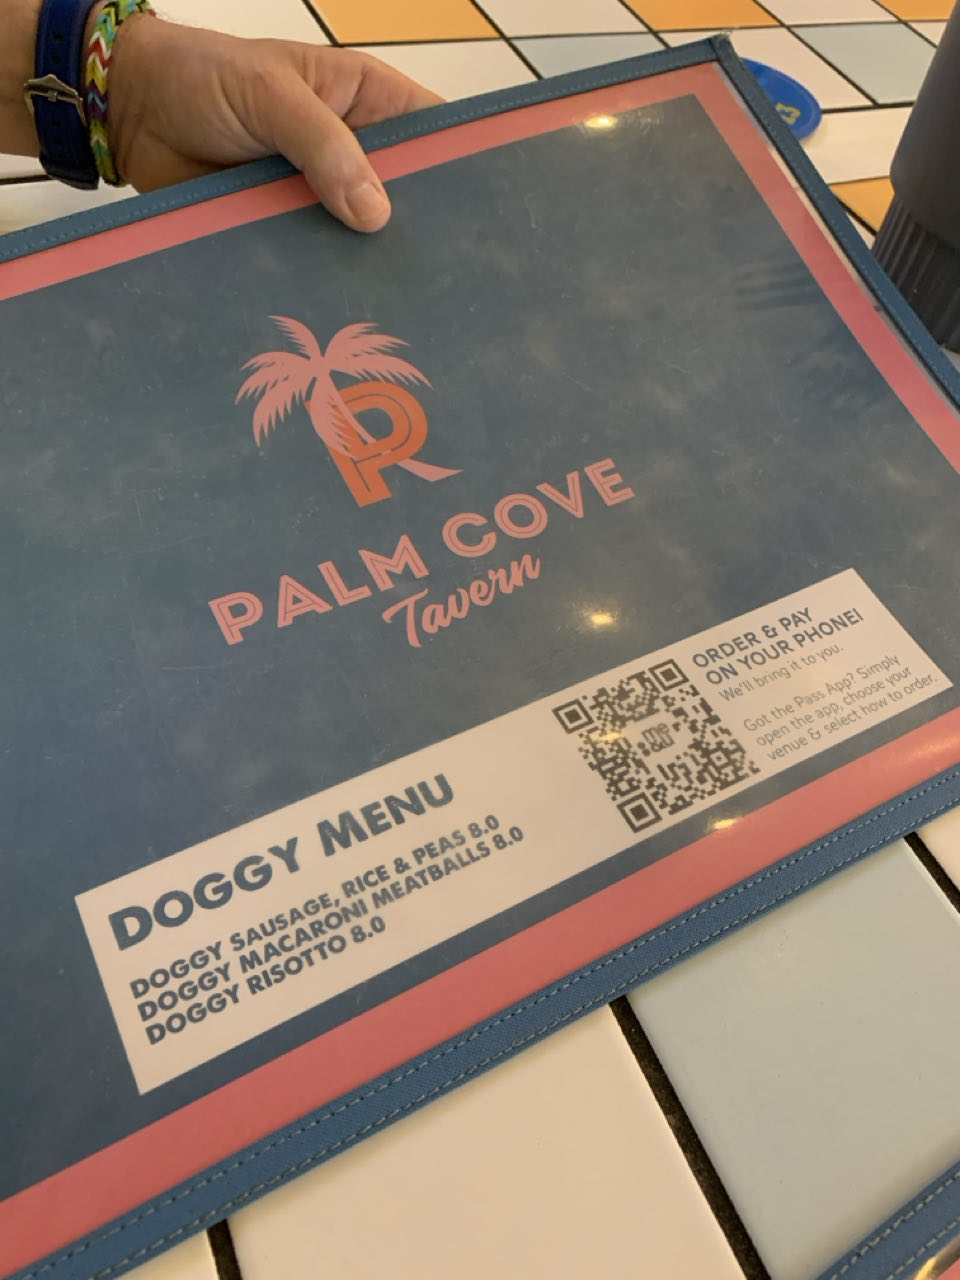 PALM COVE
Tavern
DOGGY MENU
DOGGY SAUSAGE, RICE & PEAS 8.0
DOGGY MACARONI MEATBALLS 8.0
DOGGY RISOTTO 8.0
ORDER & PAY
ON YOUR PHONE!
We'll bring it to you.
Got the Pass App? Simply
open the app, choose your
venue & select how to order.